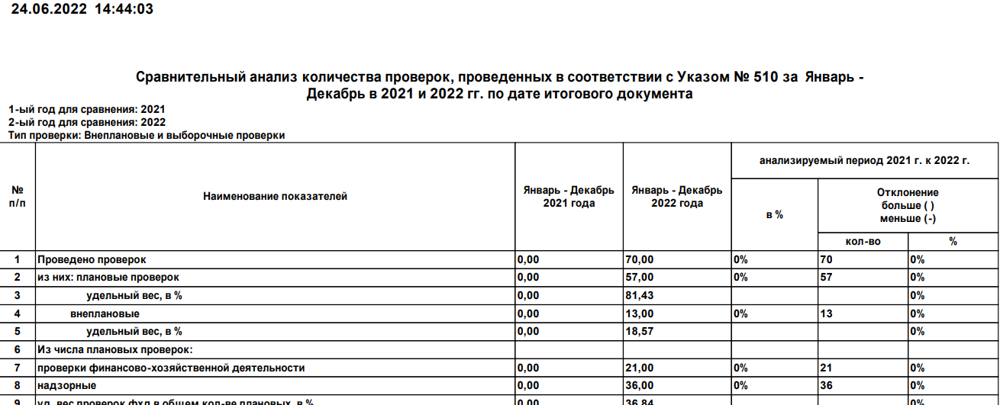 24.06.2022 14:44:03
Сравнительный анализ количества проверок, проведенных в соответствии с Указом № 510 за Январь -
Декабрь в 2021 и 2022 гг. по дате итогового документа
1-ый год для сравнения: 2021
2-ый год для сравнения: 2022
Тип проверки: Внеплановые и выборочные проверки
№
п/п
Наименование показателей
Январь - Декабрь
2021 года
Январь - Декабрь
2022 года
анализируемый период 2021 г. к 2022 г.
в %
Отклонение
больше ( )
меньше (-)
кол-во
%
1 Проведено проверок 0,00 70,00 0% 70 0%
2 из них: плановые проверок 0,00 57,00 0% 57 0%
3 удельный вес, в % 0,00 81,43 0%
4 внеплановые 0,00 13,00 0% 13 0%
5 удельный вес, в % 0,00 18,57 0%
6 Из числа плановых проверок:
7 проверки финансово-хозяйственной деятельности 0,00 21,00 0% 21 0%
8 надзорные 0,00 36,00 0% 36 0%
9 уд. вес проверок фхд в общем кол-ве плановых, в % 0,00 36,84 0%